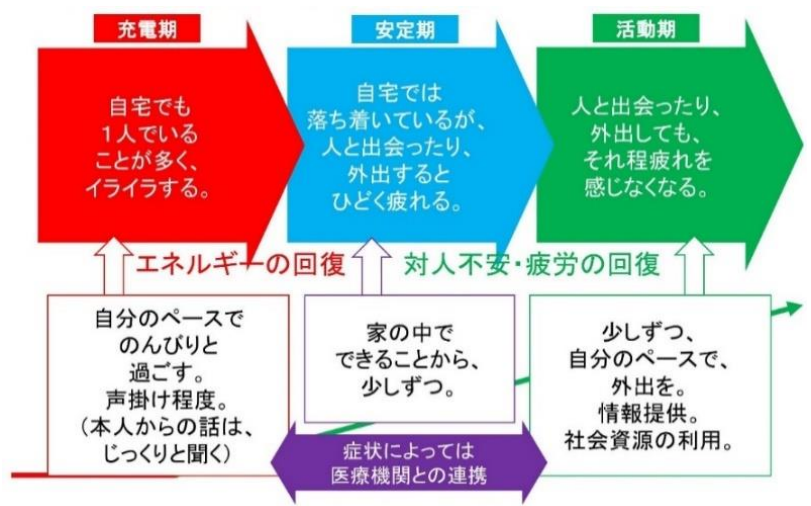 充電期
自宅でも
1人でいる
ことが多く、
イライラする。
安定期
自宅では
落ち着いているが、
人と出会ったり、
外出すると
ひどく疲れる。
活動期
人と出会ったり、
外出しても、
それ程疲れを
感じなくなる。
エネルギーの回復
対人不安・疲労の回復
自分のペースで
のんびりと
過ごす。
声掛け程度。
(本人からの話は、
じっくりと聞く)
家の中で
できることから、
少しずつ。
少しずつ、
自分のペースで、
外出を。
情報提供。
社会資源の利用。
症状によっては
医療機関との連携